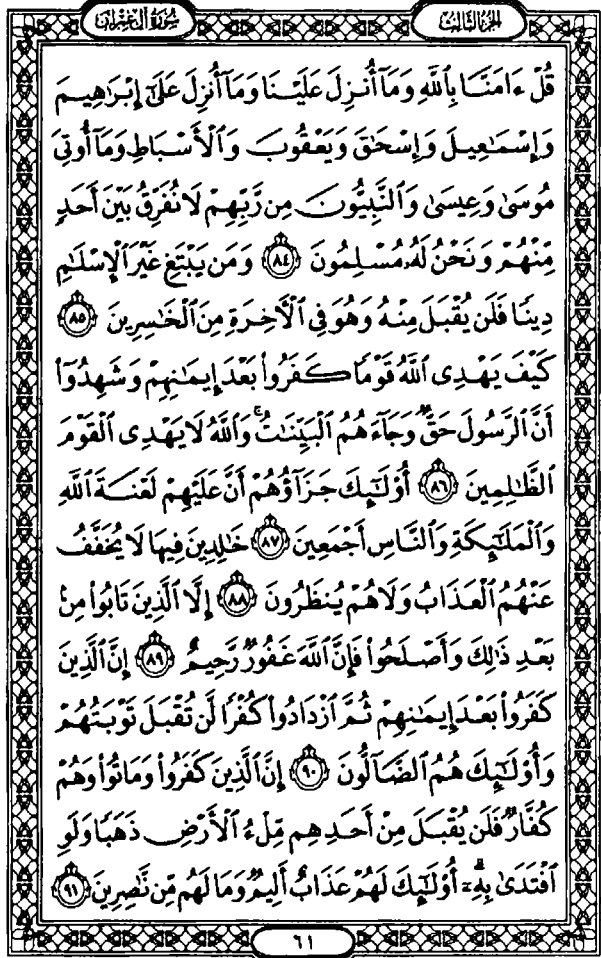 سُورَةُ آلِ عِمْرَانَ
الجزء الثالث
قُلْ ءَامَنَّا بِٱللَّهِ وَمَآ أُنزِلَ عَلَيْنَا وَمَآ أُنزِلَ عَلَىٰٓ إِبْرَٰهِيمَ
وَإِسْمَٰعِيلَ وَإِسْحَٰقَ وَيَعْقُوبَ وَٱلْأَسْبَاطِ وَمَآ أُوتِىَ
مُوسَىٰ وَعِيسَىٰ وَٱلنَّبِيُّونَ مِن رَّبِّهِمْ لَا نُفَرِّقُ بَيْنَ أَحَدٍ
مِّنْهُمْ وَنَحْنُ لَهُۥ مُسْلِمُونَ ٨٤ وَمَن يَبْتَغِ غَيْرَ ٱلْإِسْلَٰمِ
دِينًا فَلَن يُقْبَلَ مِنْهُ وَهُوَ فِى ٱلْأَخِرَةِ مِنَ ٱلْخَٰسِرِينَ ٨٥
كَيْفَ يَهْدِى ٱللَّهُ قَوْمًا كَفَرُوا۟ بَعْدَ إِيمَٰنِهِمْ وَشَهِدُوٓا۟
أَنَّ ٱلرَّسُولَ حَقٌّ وَجَآءَهُمُ ٱلْبَيِّنَٰتُ ۚ وَٱللَّهُ لَا يَهْدِى ٱلْقَوْمَ
ٱلظَّٰلِمِينَ ٨٦ أُو۟لَٰٓئِكَ جَزَآؤُهُمْ أَنَّ عَلَيْهِمْ لَعْنَةَ ٱللَّهِ
وَٱلْمَلَٰٓئِكَةِ وَٱلنَّاسِ أَجْمَعِينَ ٨٧ خَٰلِدِينَ فِيهَا لَا يُخَفَّفُ
عَنْهُمُ ٱلْعَذَابُ وَلَا هُمْ يُنظَرُونَ ٨٨ إِلَّا ٱلَّذِينَ تَابُوا۟ مِنۢ
بَعْدِ ذَٰلِكَ وَأَصْلَحُوا۟ فَإِنَّ ٱللَّهَ غَفُورٌ رَّحِيمٌ ٨٩ إِنَّ ٱلَّذِينَ
كَفَرُوا۟ بَعْدَ إِيمَٰنِهِمْ ثُمَّ ٱزْدَادُوا۟ كُفْرًا لَّن تُقْبَلَ تَوْبَتُهُمْ
وَأُو۟لَٰٓئِكَ هُمُ ٱلضَّآلُّونَ ٩٠ إِنَّ ٱلَّذِينَ كَفَرُوا۟ وَمَاتُوا۟ وَهُمْ
كُفَّارٌ فَلَن يُقْبَلَ مِنْ أَحَدِهِم مِّلْءُ ٱلْأَرْضِ ذَهَبًا وَلَوِ
ٱفْتَدَىٰ بِهِۦٓ ۗ أُو۟لَٰٓئِكَ لَهُمْ عَذَابٌ أَلِيمٌ وَمَا لَهُم مِّن نَّٰصِرِينَ ٩١
٦١